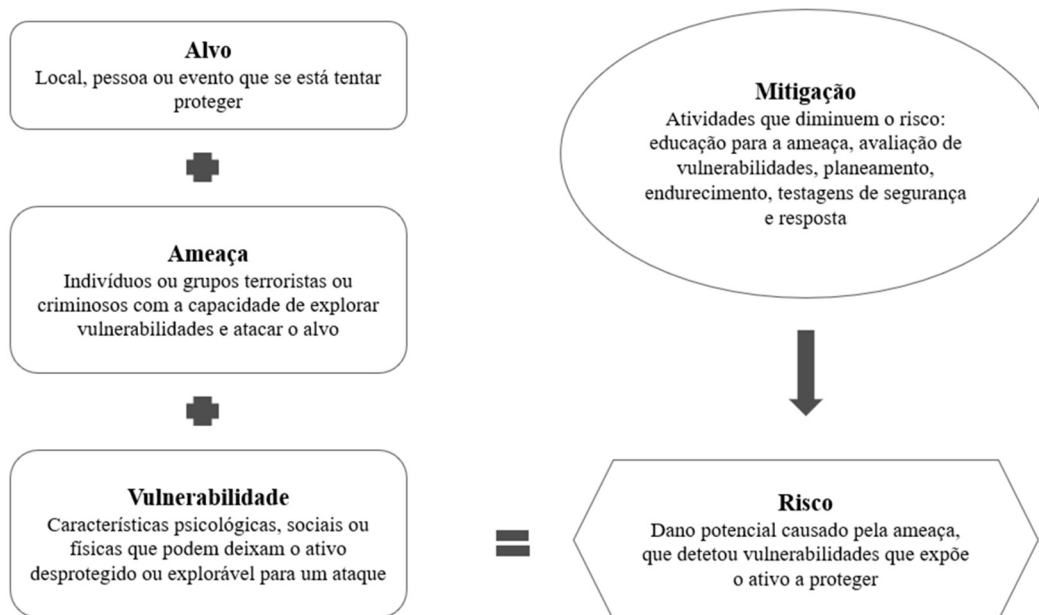 Alvo
Local, pessoa ou evento que se está tentar
proteger
Ameaça
Indivíduos ou grupos terroristas ou
criminosos com a capacidade de explorar
vulnerabilidades e atacar o alvo
Vulnerabilidade
Características psicológicas, sociais ou
físicas que podem deixam o ativo
desprotegido ou explorável para um ataque
Mitigação
Atividades que diminuem o risco:
educação para a ameaça, avaliação de
vulnerabilidades, planeamento,
endurecimento, testagens de segurança
e resposta
Risco
Dano potencial causado pela ameaça,
que detetou vulnerabilidades que expõe
o ativo a proteger